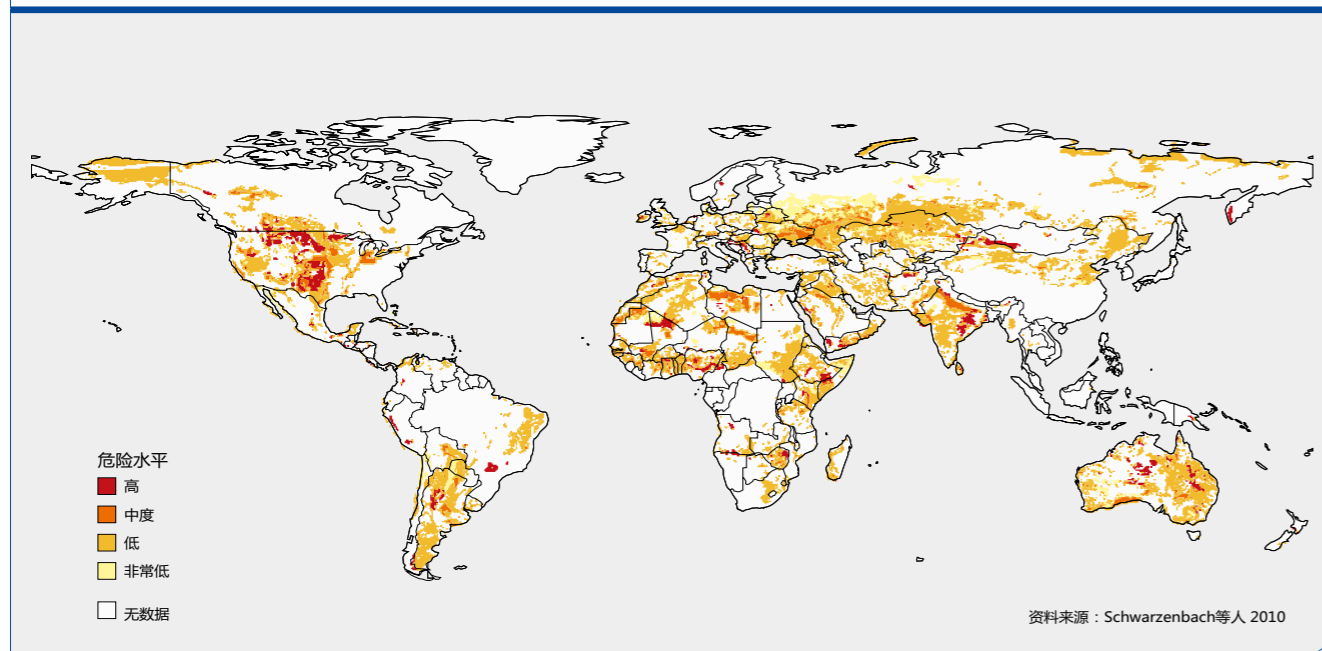 危险水平
高
中度
低
非常低
无数据
资料来源：Schwarzenbach等人 2010